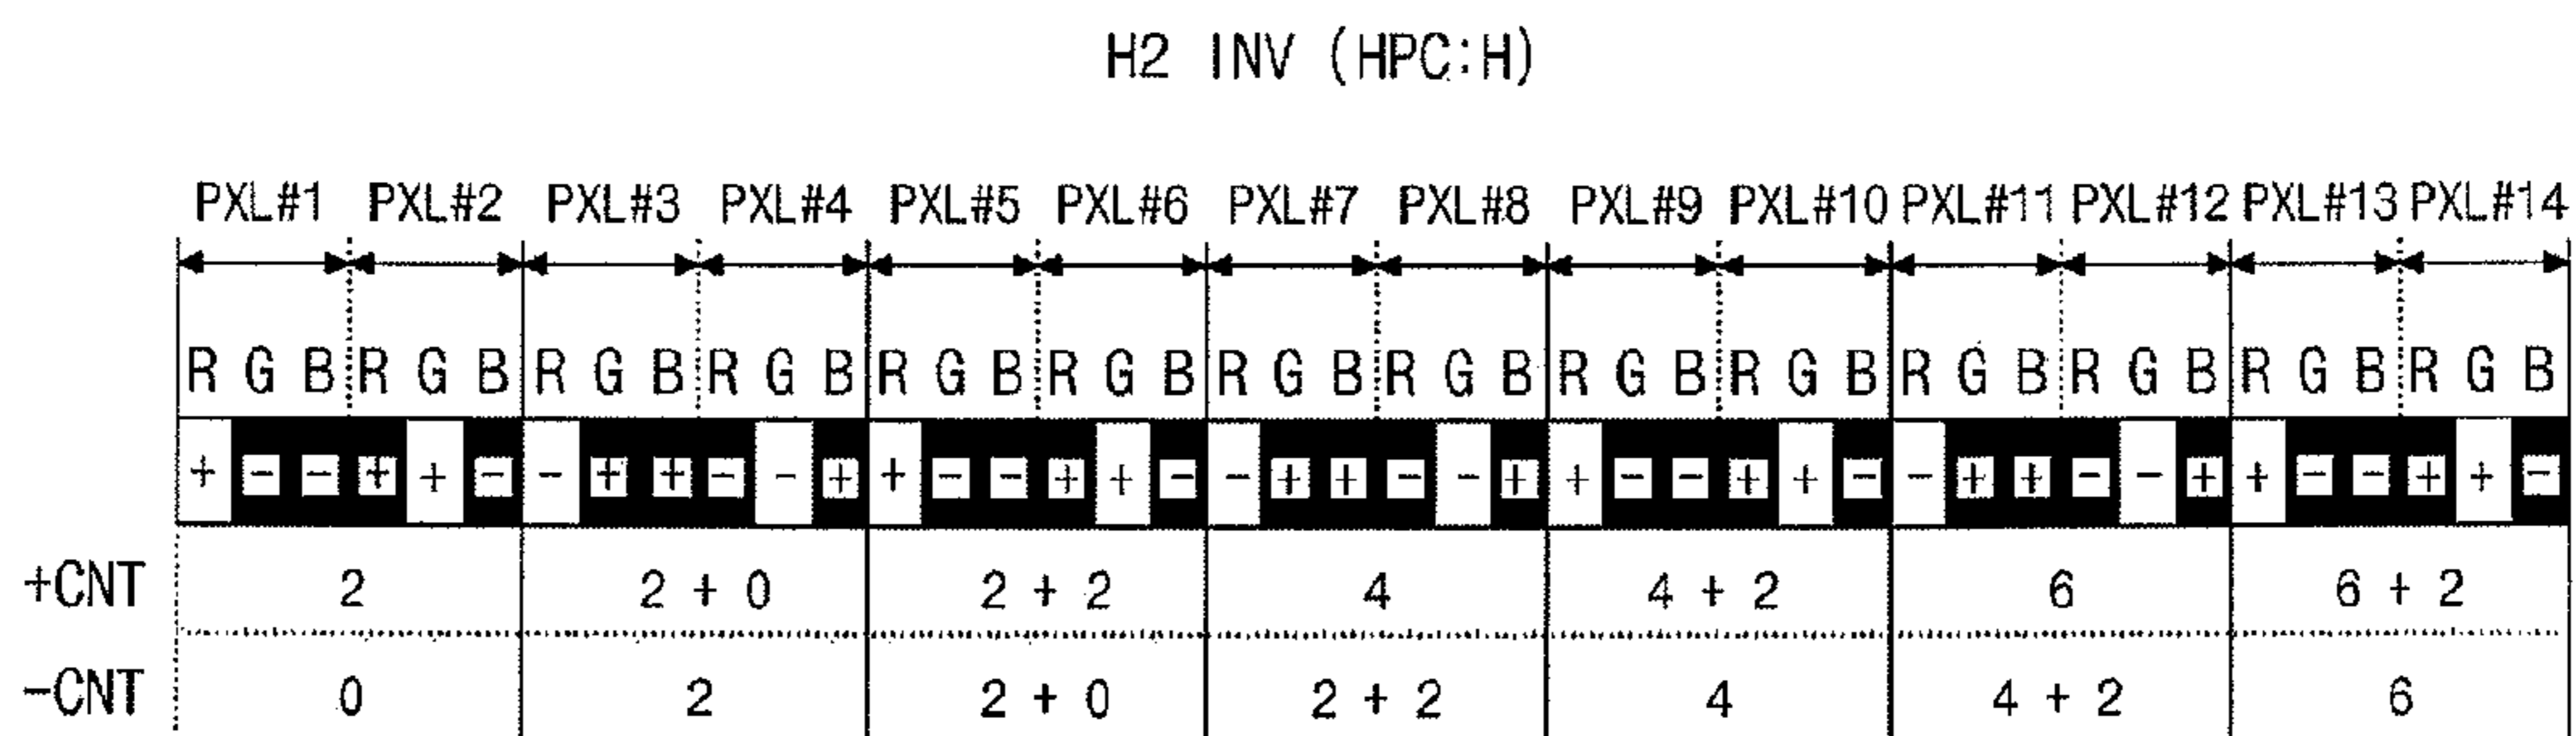 H2 INV (HPC:H)
PXL#1 PXL#2 PXL#3 PXL#4 PXL#5 PXL#6 PXL#7 PXL#8 PXL#9 PXL#10 PXL#11 PXL#12 PXL#13 PXL#14
R G B R G B R G B R G B R G B R G B R G B R G B R G B R G B R G B R G B R G B R G B
+ - - + + - - + + - - + + - - + + - - + + - - + + - - + + - - + + - - + + - - + + -
+CNT 2 2 + 0 2 + 2 4 4 + 2 6 6 + 2
-CNT 0 2 2 + 0 2 + 2 4 4 + 2 6